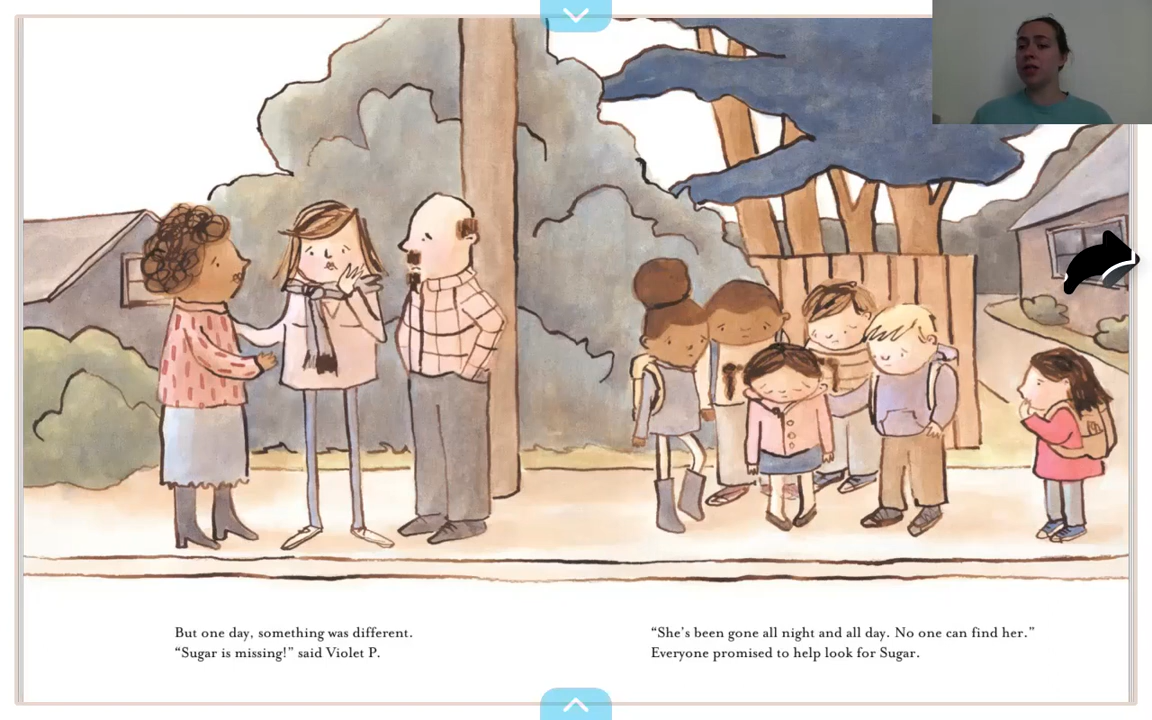 But one day, something was different.
“Sugar is missing!” said Violet P.
“She’s been gone all night and all day. No one can find her.”
Everyone promised to help look for Sugar.